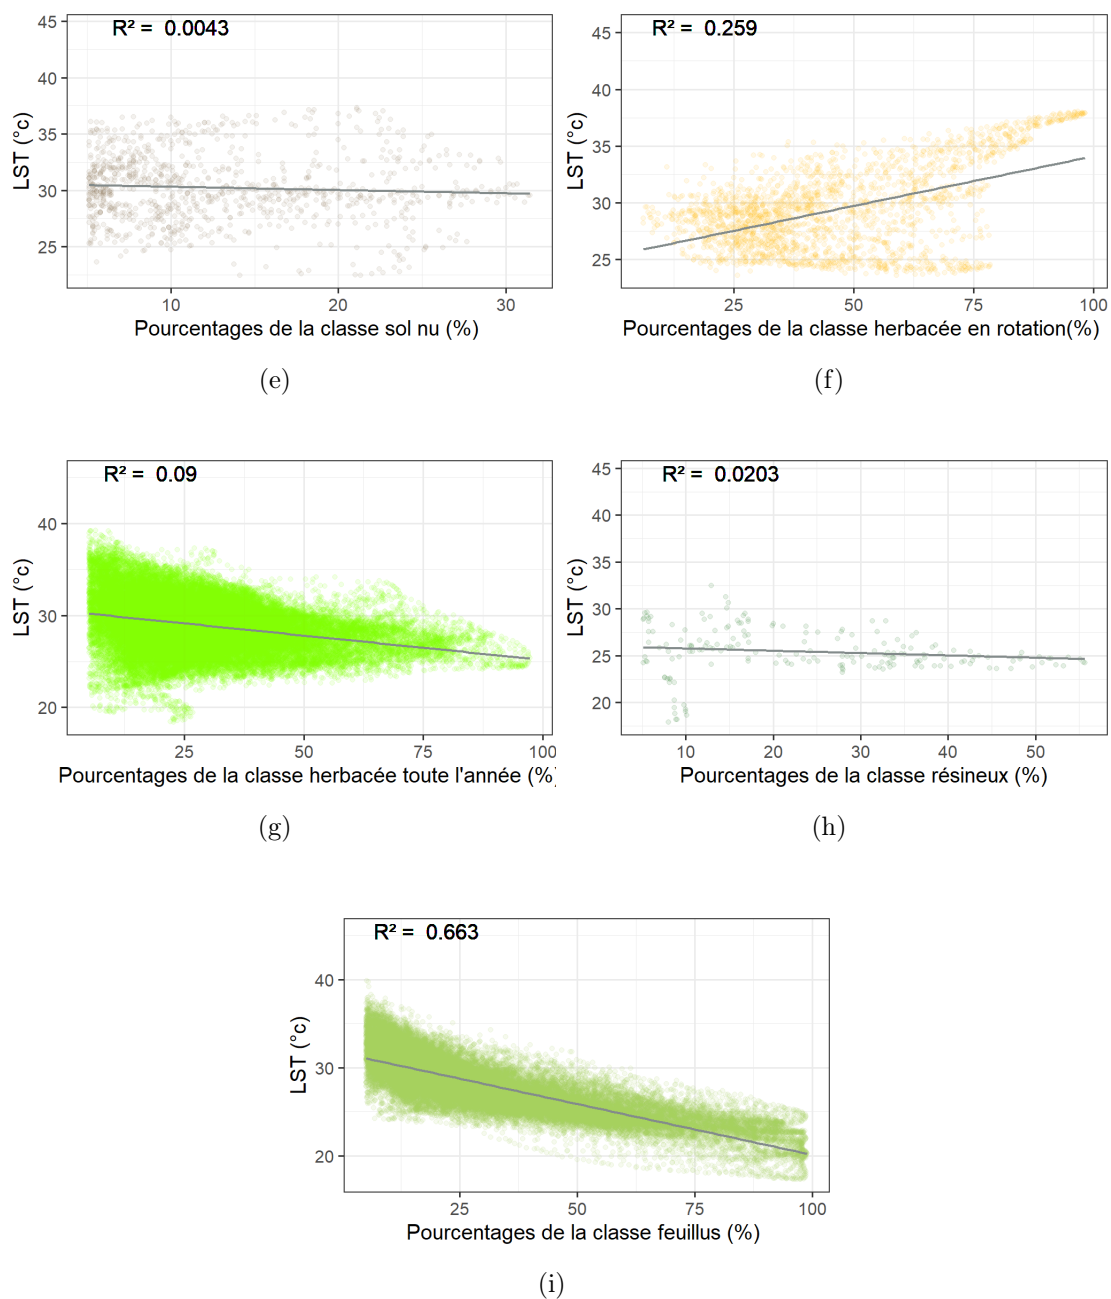 R² = 0.0043
45
40
35
30
25
LST (°c)
10 20 30
Pourcentages de la classe sol nu (%)
(e)
R² = 0.259
45
40
35
30
25
LST (°c)
25 50 75 100
Pourcentages de la classe herbacée en rotation(%)
(f)
R² = 0.09
40
30
20
LST (°c)
25 50 75 100
Pourcentages de la classe herbacée toute l'année (%)
(g)
R² = 0.0203
45
40
35
30
25
20
LST (°c)
10 20 30 40 50
Pourcentages de la classe résineux (%)
(h)
R² = 0.663
40
30
20
LST (°c)
25 50 75 100
Pourcentages de la classe feuillus (%)
(i)